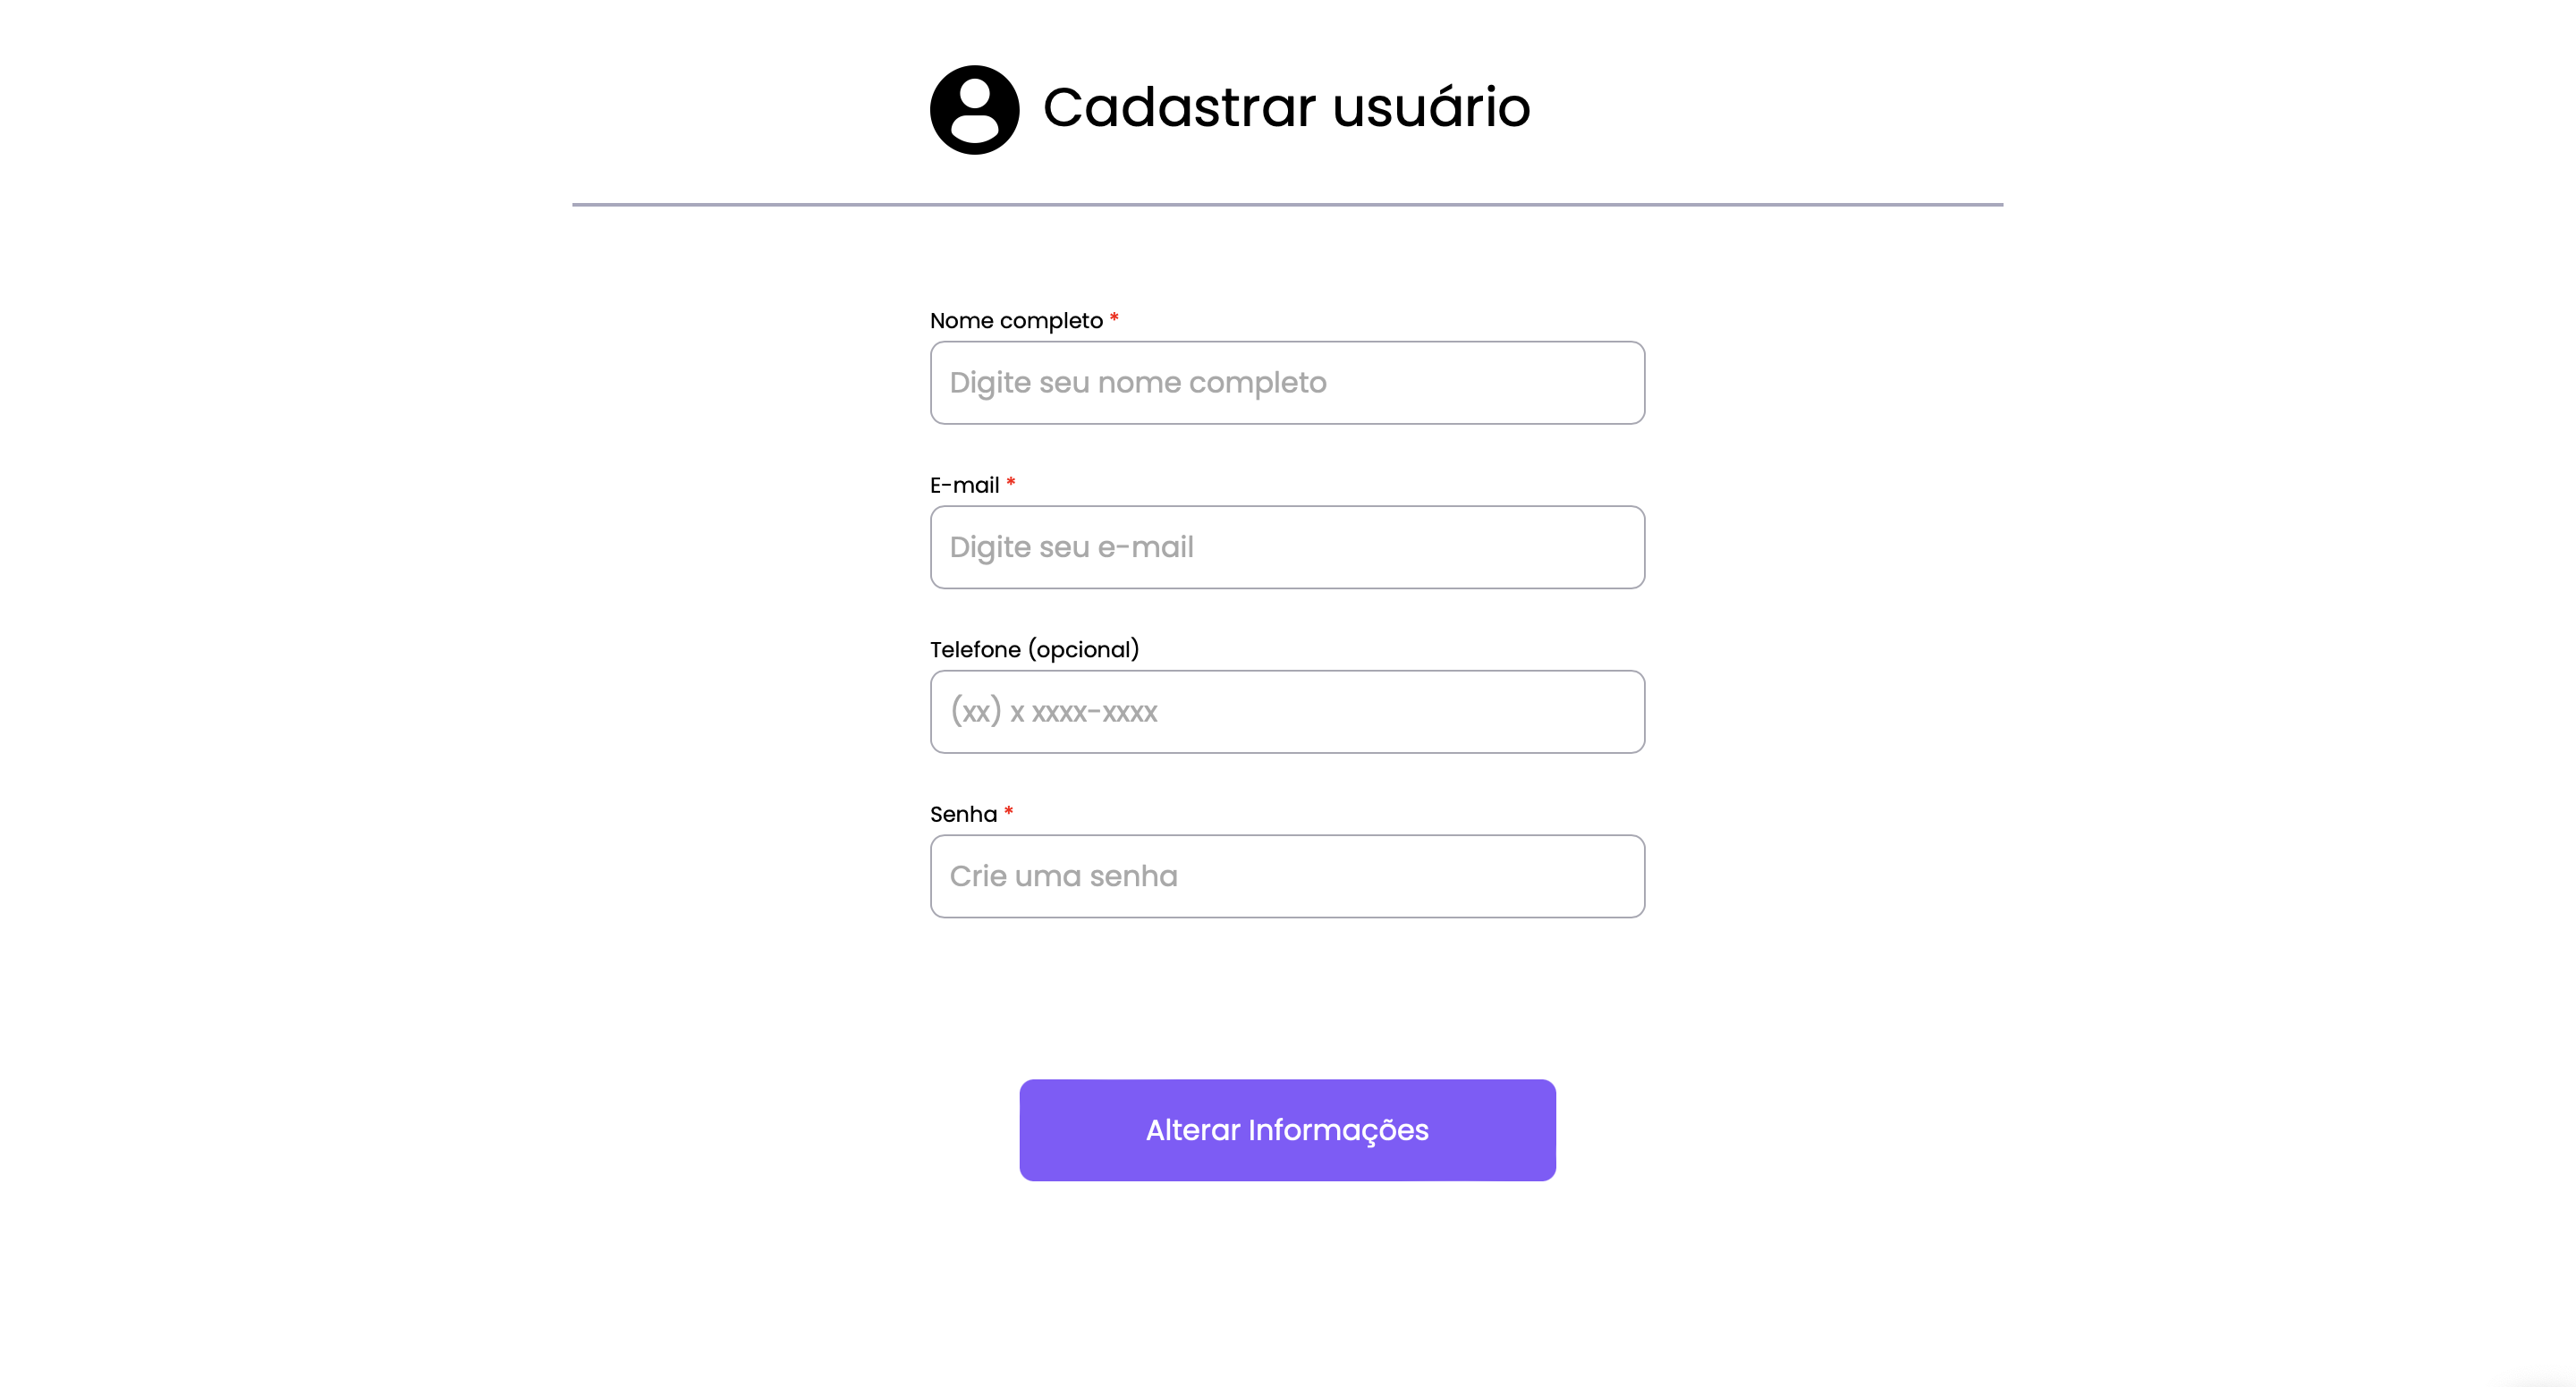 Cadastrar usuário
Nome completo *
Digite seu nome completo
E-mail *
Digite seu e-mail
Telefone (opcional)
(xx) x xxxx-xxxx
Senha *
Crie uma senha
Alterar Informações